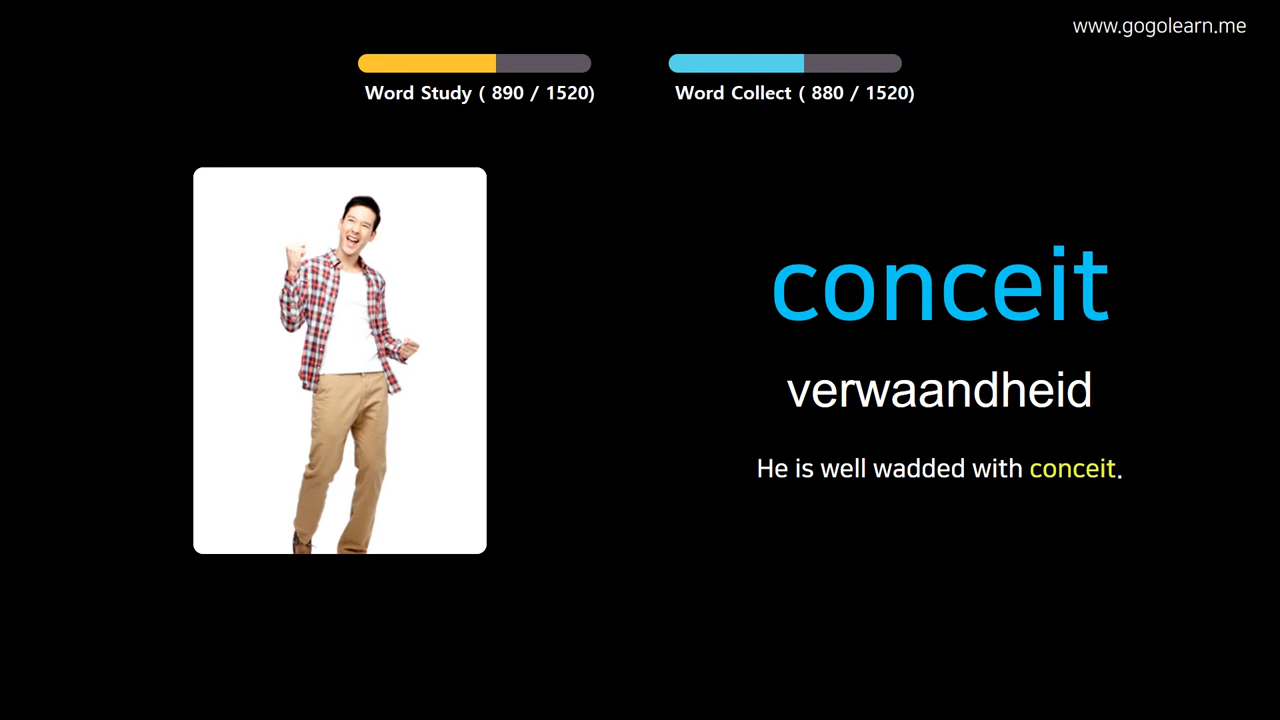 www.gogolearn.me
Word Study ( 890 / 1520)
Word Collect ( 880 / 1520)
conceit
verwaandheid
He is well wadded with conceit.